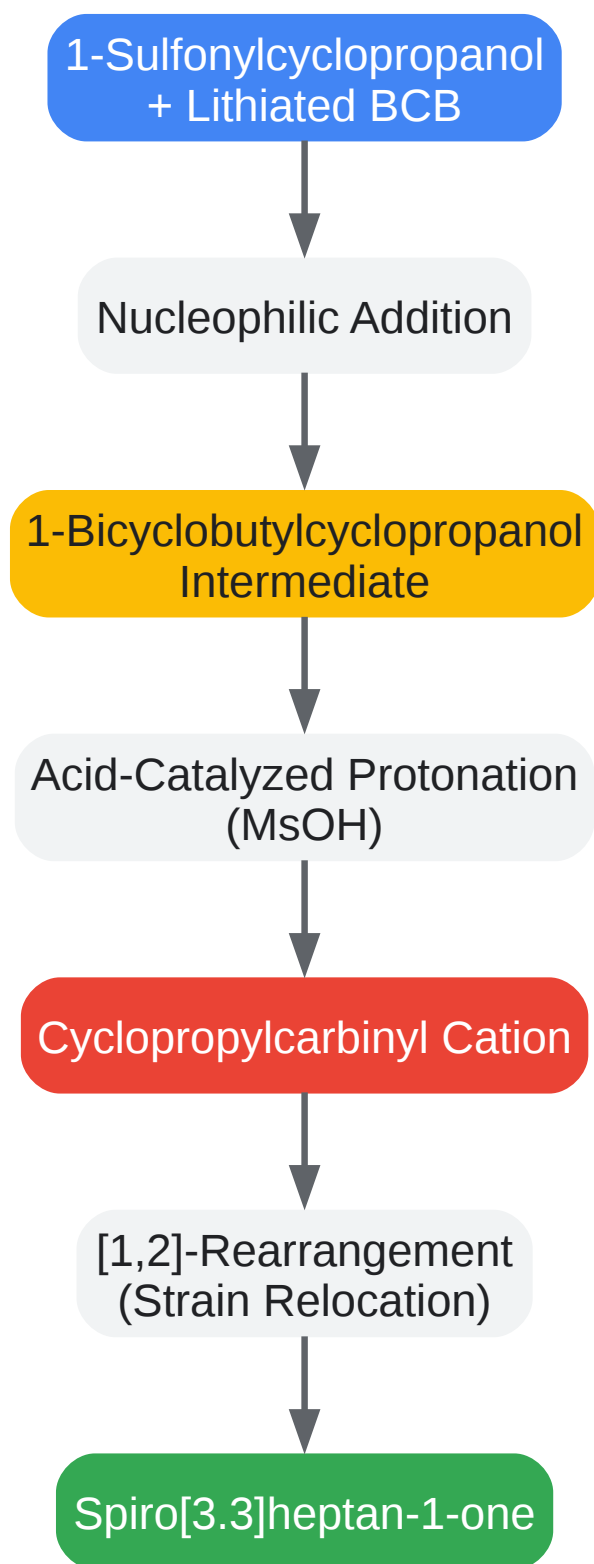 1-Sulfonylcyclopropanol
+ Lithiated BCB
Nucleophilic Addition
1-Bicyclobutylcyclopropanol
Intermediate
Acid-Catalyzed Protonation
(MsOH)
Cyclopropylcarbinyl Cation
[1,2]-Rearrangement
(Strain Relocation)
Spiro[3.3]heptan-1-one